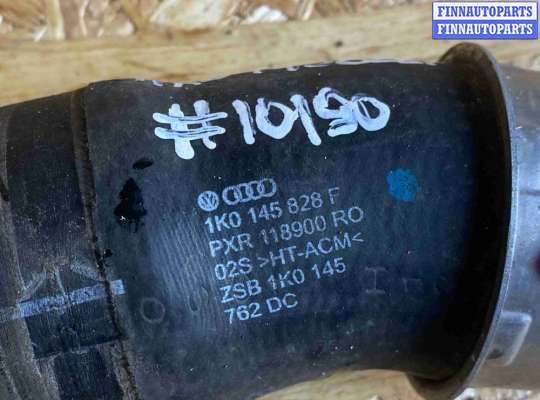 FINNAUTOPARTS
FINNAUTOPARTS
#10190
1K0 145 828 F
PXR 118900 RO
02S >HT-ACM<
ZSB 1K0 145
762 DC